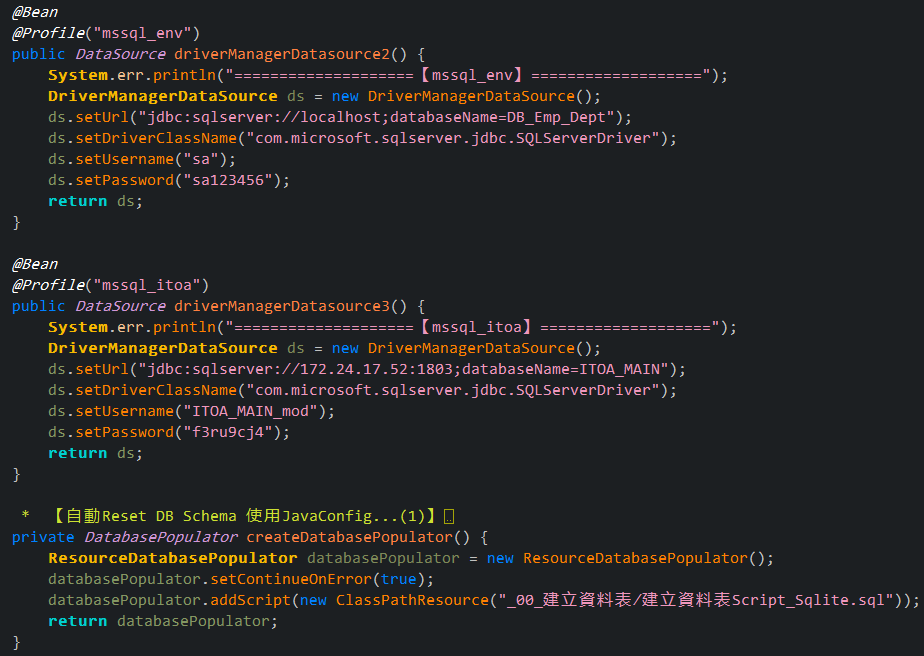 @Bean
@Profile("mssql_env")
public DataSource driverManagerDatasource2() {
    System.err.println("====================【mssql_env】===================");
    DriverManagerDataSource ds = new DriverManagerDataSource();
    ds.setUrl("jdbc:sqlserver://localhost;databaseName=DB_Emp_Dept");
    ds.setDriverClassName("com.microsoft.sqlserver.jdbc.SQLServerDriver");
    ds.setUsername("sa");
    ds.setPassword("sa123456");
    return ds;
}

@Bean
@Profile("mssql_itoa")
public DataSource driverManagerDatasource3() {
    System.err.println("====================【mssql_itoa】===================");
    DriverManagerDataSource ds = new DriverManagerDataSource();
    ds.setUrl("jdbc:sqlserver://172.24.17.52:1803;databaseName=ITOA_MAIN");
    ds.setDriverClassName("com.microsoft.sqlserver.jdbc.SQLServerDriver");
    ds.setUsername("ITOA_MAIN_mod");
    ds.setPassword("f3ru9cj4");
    return ds;
}

 *  【自動Reset DB Schema 使用JavaConfig...(1)】
private DatabasePopulator createDatabasePopulator() {
    ResourceDatabasePopulator databasePopulator = new ResourceDatabasePopulator();
    databasePopulator.setContinueOnError(true);
    databasePopulator.addScript(new ClassPathResource("_00_建立資料表/建立資料表Script_Sqlite.sql"));
    return databasePopulator;
}